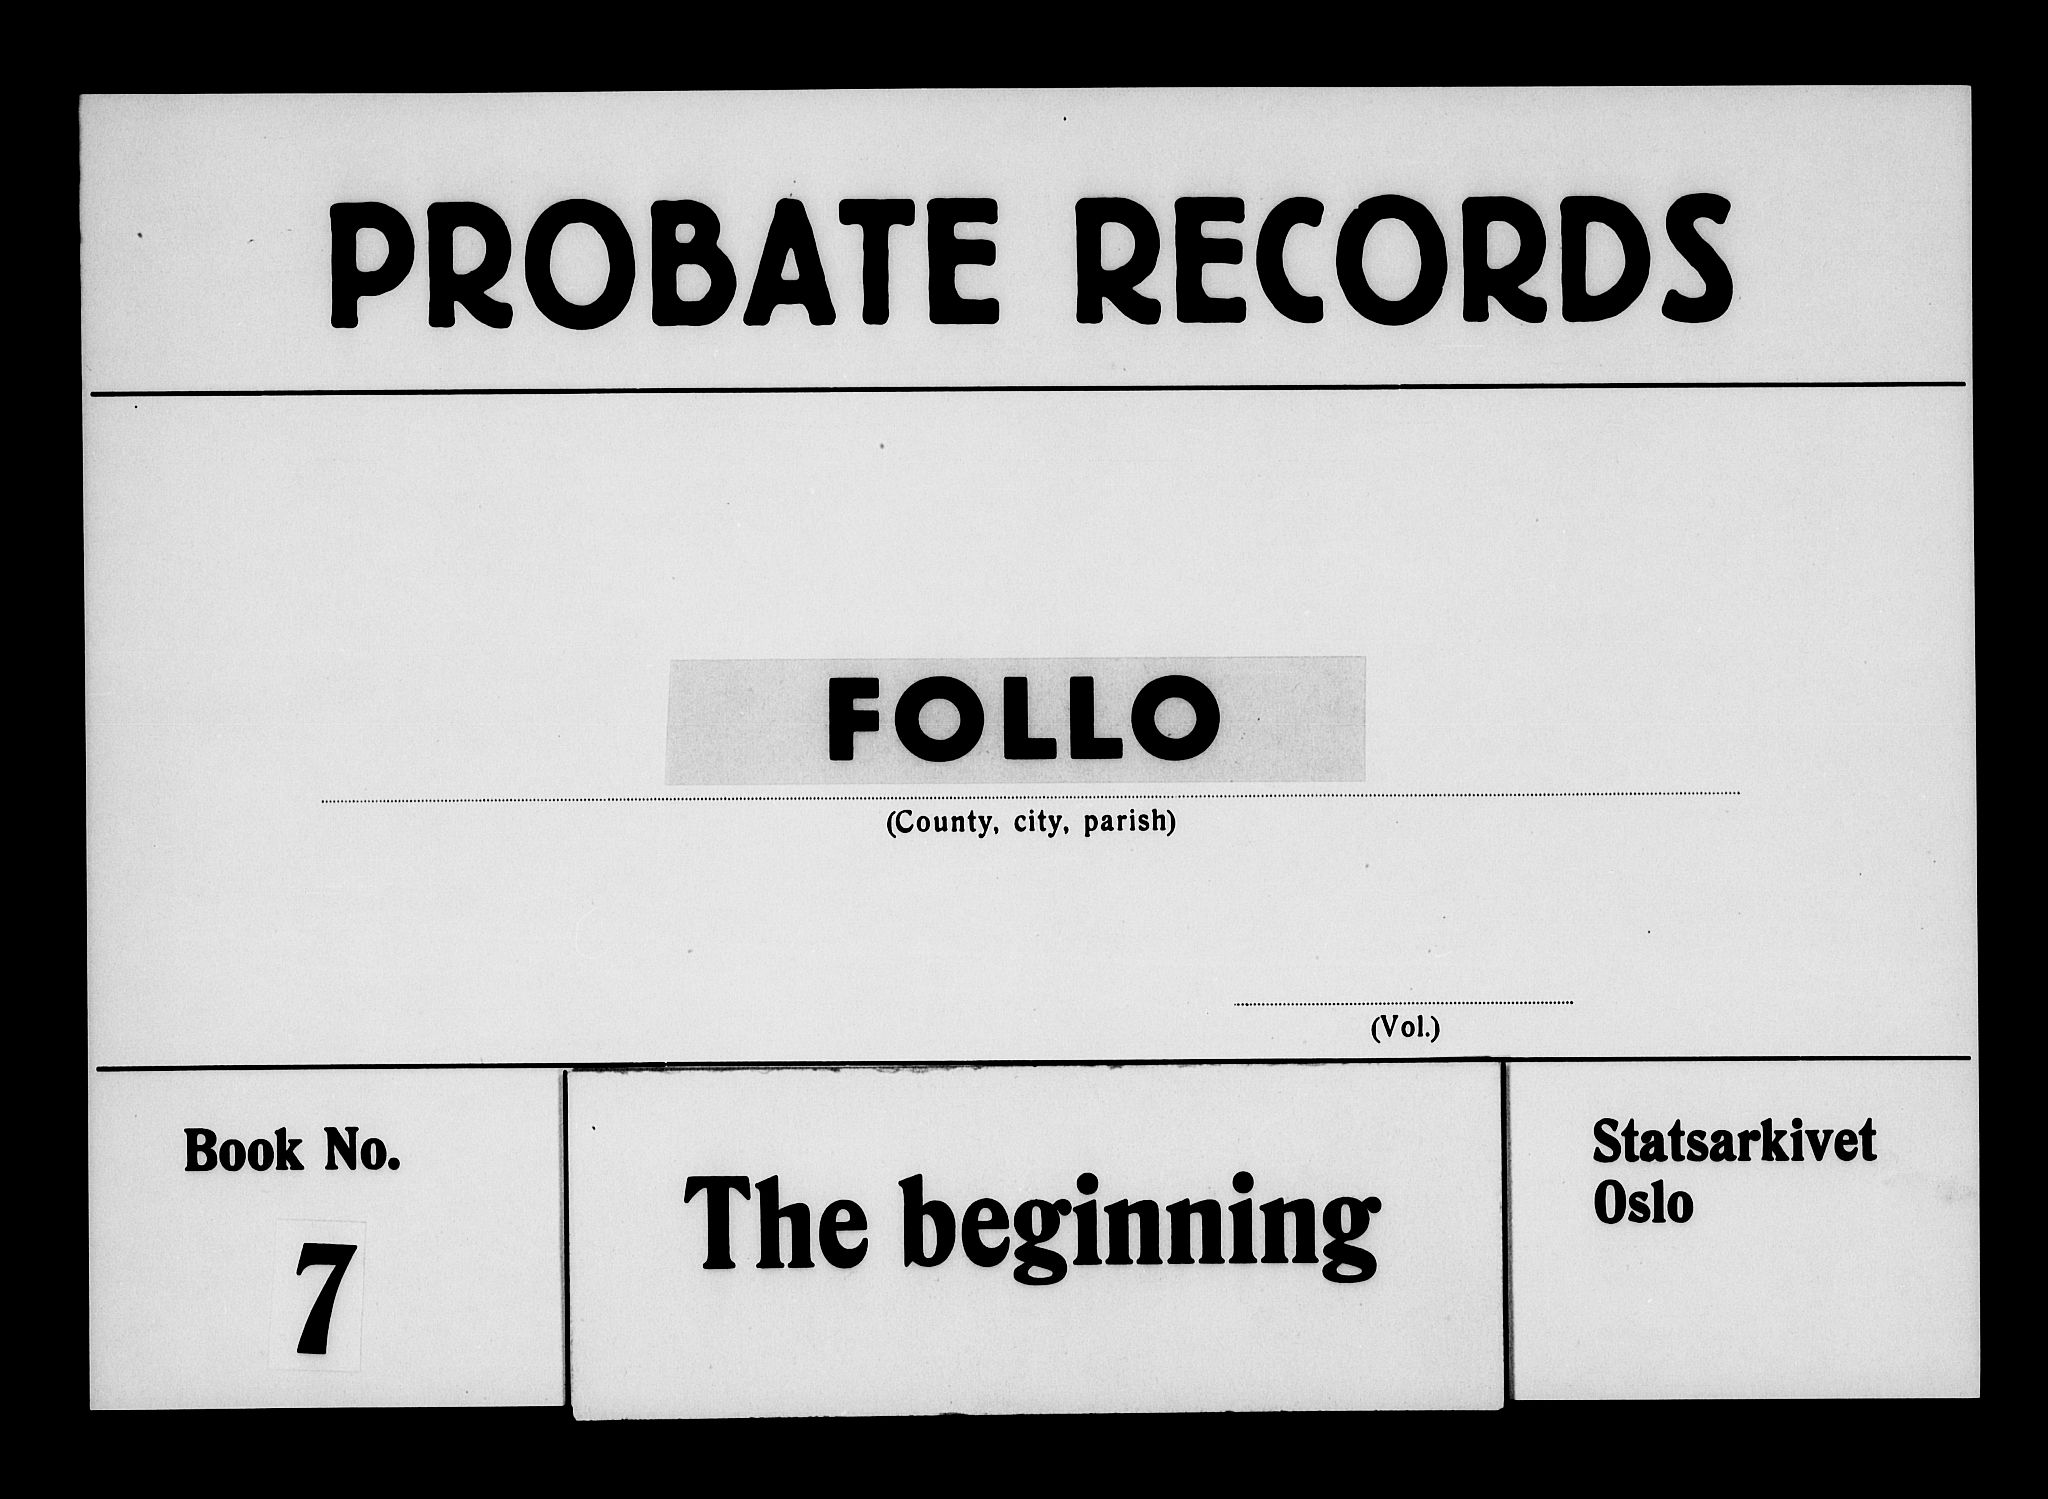 PROBATE RECORDS
FOLLO
(County, city, parish)
(Vol.)
Book No.
7
The beginning
Statsarkivet
Oslo